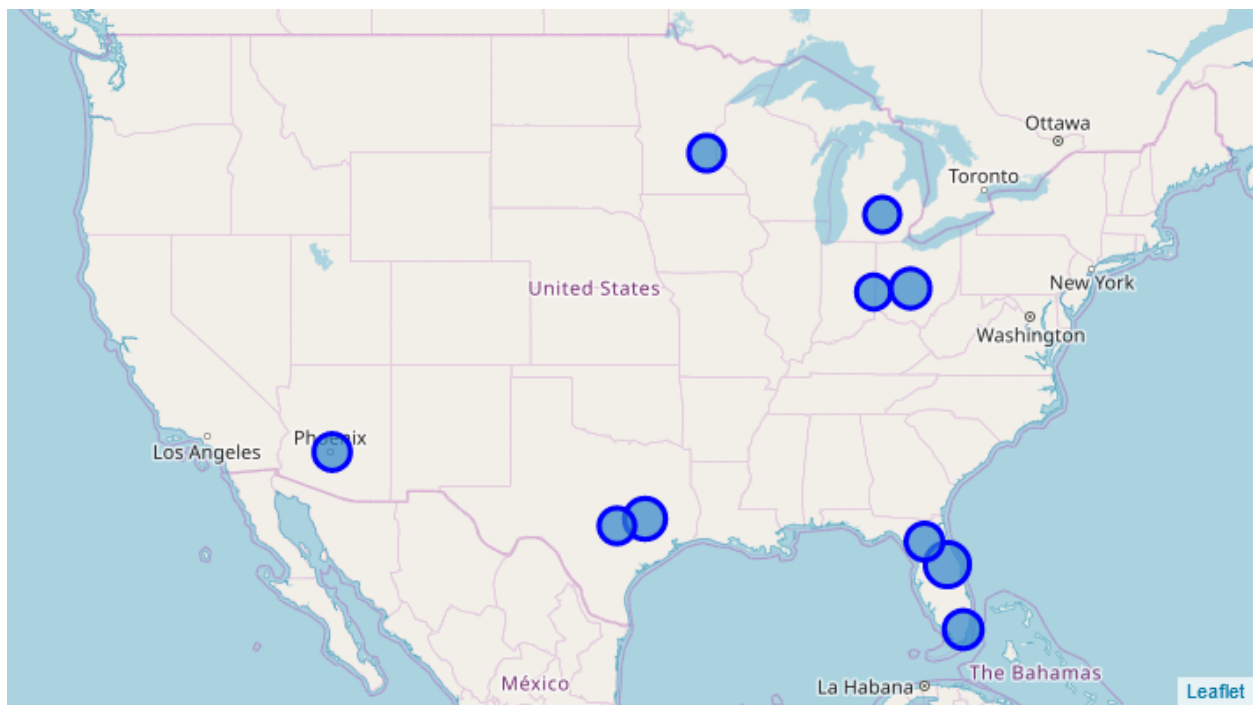 Ottawa
Toronto
United States
New York
Washington
Phoenix
Los Angeles
México
La Habana
The Bahamas
Leaflet